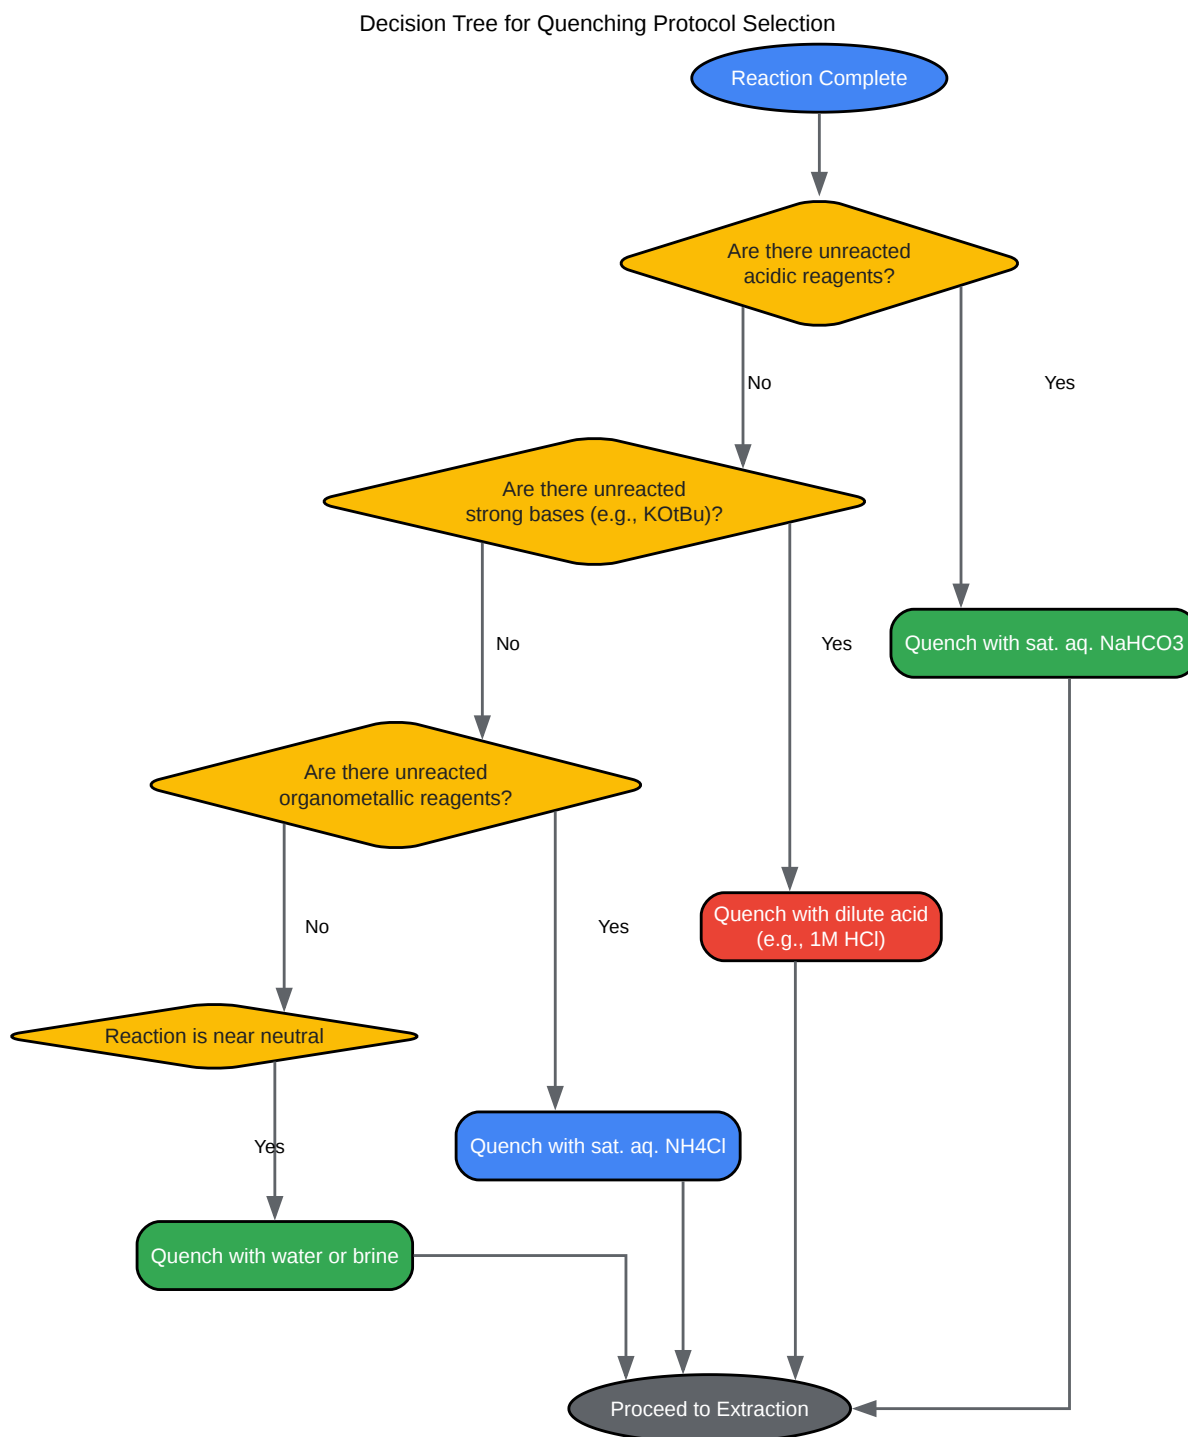 Decision Tree for Quenching Protocol Selection
Reaction Complete
Are there unreacted
acidic reagents?
No
Yes
Are there unreacted
strong bases (e.g., KOtBu)?
No
Yes
Quench with sat. aq. NaHCO3
Are there unreacted
organometallic reagents?
No
Yes
Quench with dilute acid
(e.g., 1M HCl)
Reaction is near neutral
Yes
Quench with sat. aq. NH4Cl
Quench with water or brine
Proceed to Extraction